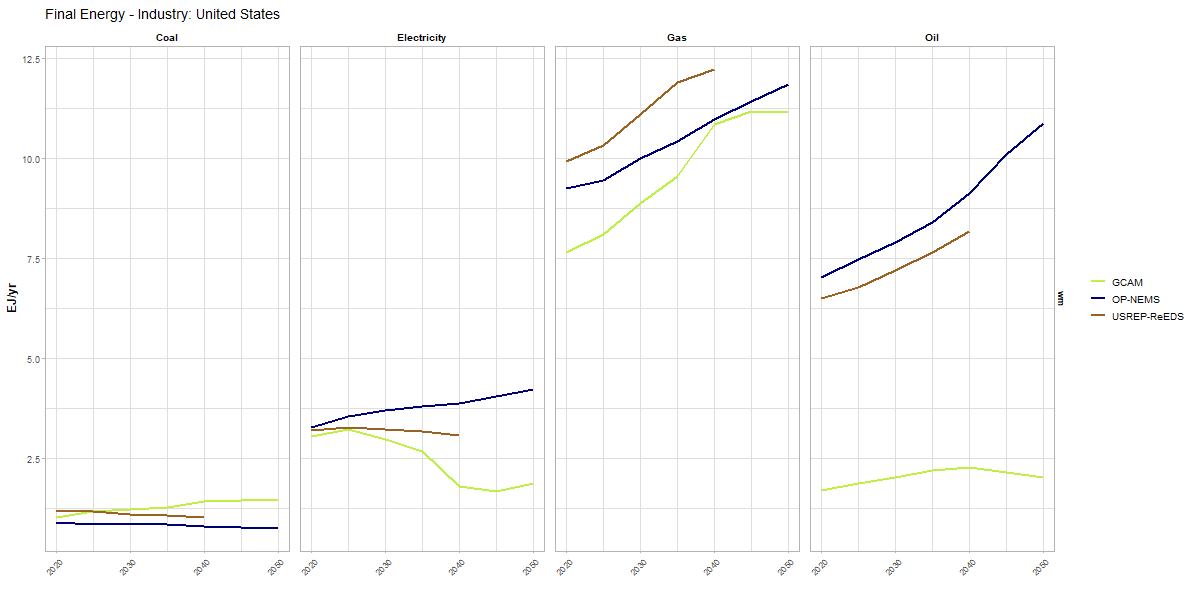 Final Energy - Industry: United States
Coal
Electricity
Gas
Oil
12.5
10.0
7.5
5.0
2.5
EJ/yr
2020
2030
2040
2050
2020
2030
2040
2050
2020
2030
2040
2050
2020
2030
2040
2050
wm
GCAM
OP-NEMS
USREP-ReEDS